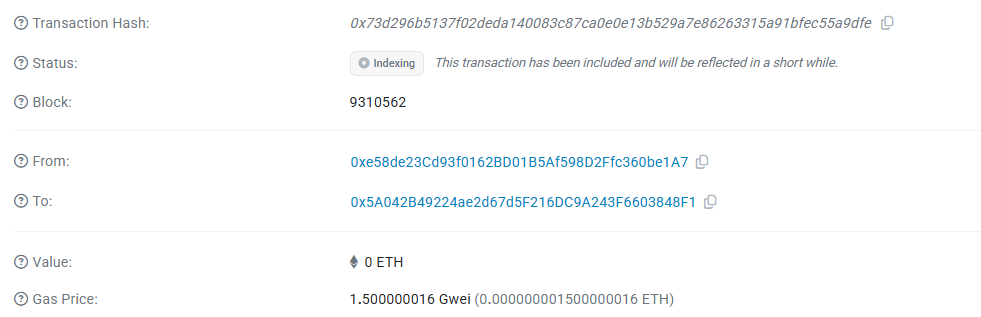 Transaction Hash: 0x73d296b5137f02deda140083c87ca0e0e13b529a7e86263315a91bfec55a9dfe
Status: Indexing This transaction has been included and will be reflected in a short while.
Block: 9310562
From: 0xe58de23Cd93f0162BD01B5Af598D2Ffc360be1A7
To: 0x5A042B49224ae2d67d5F216DC9A243F6603848F1
Value: 0 ETH
Gas Price: 1.500000016 Gwei (0.000000001500000016 ETH)